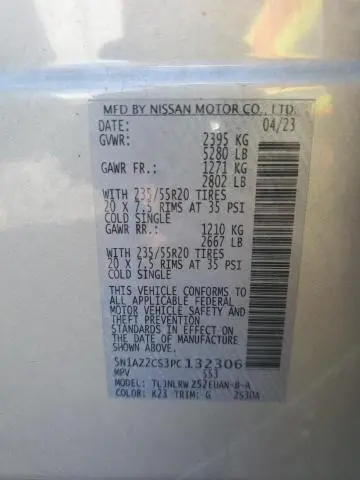 MFD BY NISSAN MOTOR CO., LTD.
DATE: 04/23
GVWR: 2395 KG
5280 LB
GAWR FR.: 1271 KG
2802 LB
WITH 235/55R20 TIRES
20 X 7.5 RIMS AT 35 PSI
COLD SINGLE
GAWR RR.: 1210 KG
2667 LB
WITH 235/55R20 TIRES
20 X 7.5 RIMS AT 35 PSI
COLD SINGLE
THIS VEHICLE CONFORMS TO
ALL APPLICABLE FEDERAL
MOTOR VEHICLE SAFETY AND
THEFT PREVENTION
STANDARDS IN EFFECT ON
THE DATE OF MANUFACTURE
SHOWN ABOVE.
5N1AZ2CS3PC132306
MPV 553
MODEL: TLJNLRWZ52EUAN-B-A
COLOR: K23 TRIM: G 2530A